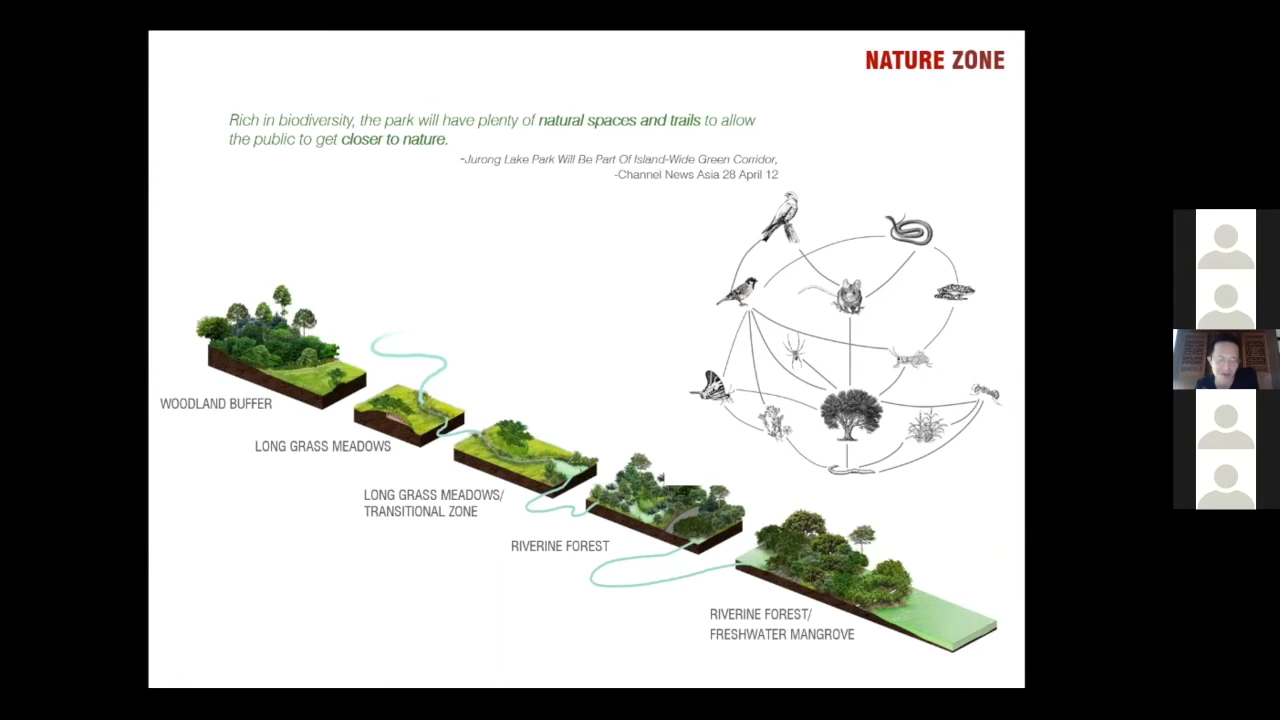 NATURE ZONE
Rich in biodiversity, the park will have plenty of natural spaces and trails to allow
the public to get closer to nature.
-Jurong Lake Park Will Be Part Of Island-Wide Green Corridor,
-Channel News Asia 28 April 12
WOODLAND BUFFER
LONG GRASS MEADOWS
LONG GRASS MEADOWS/
TRANSITIONAL ZONE
RIVERINE FOREST
RIVERINE FOREST/
FRESHWATER MANGROVE